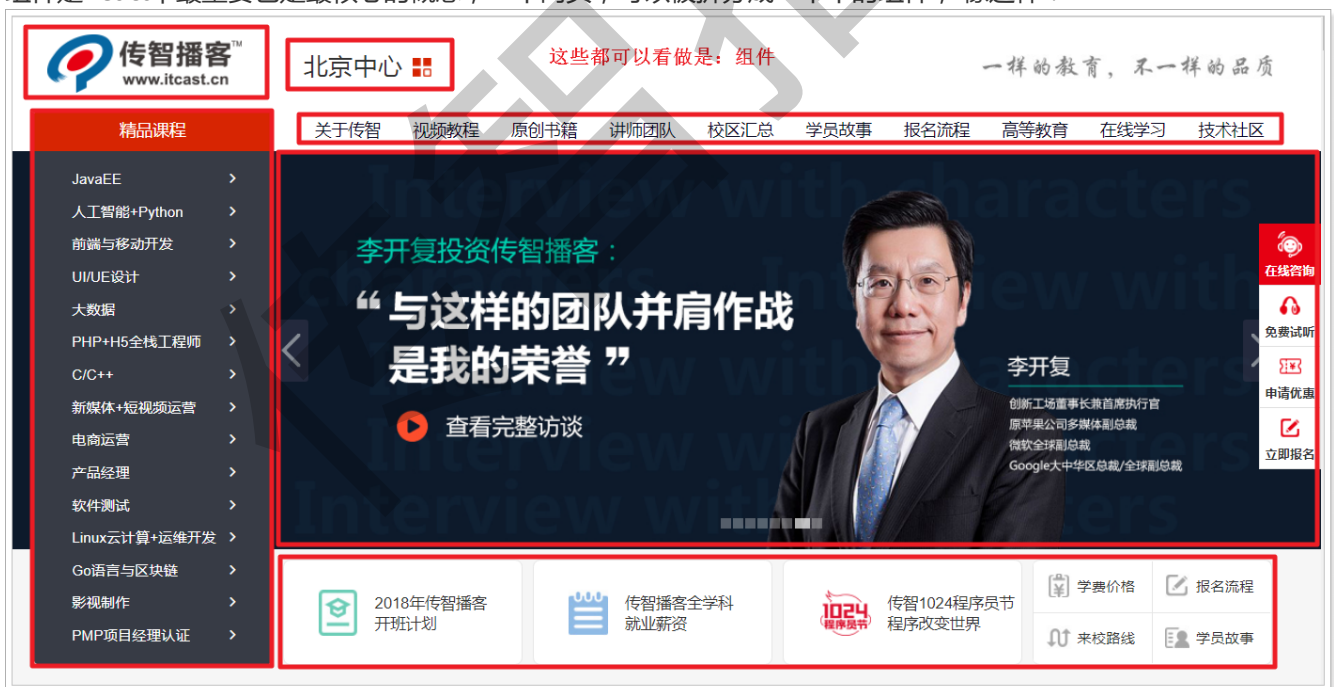 传智播客™
www.itcast.cn
北京中心
这些都可以看做是：组件
一样的教育，不一样的品质
精品课程
关于传智 视频教程 原创书籍 讲师团队 校区汇总 学员故事 报名流程 高等教育 在线学习 技术社区
JavaEE
人工智能+Python
前端与移动开发
UI/UE设计
大数据
PHP+H5全栈工程师
C/C++
新媒体+短视频运营
电商运营
产品经理
软件测试
Linux云计算+运维开发
Go语言与区块链
影视制作
PMP项目经理认证
Interview with characters
李开复投资传智播客：
“与这样的团队并肩作战
是我的荣誉”
查看完整访谈
李开复
创新工场董事长兼首席执行官
原苹果公司多媒体副总裁
微软全球副总裁
Google大中华区总裁/全球副总裁
在线咨询
免费试听
申请优惠
立即报名
2018年传智播客
开班计划
传智播客全学科
就业薪资
1024
程序员节
传智1024程序员节
程序改变世界
学费价格
报名流程
来校路线
学员故事